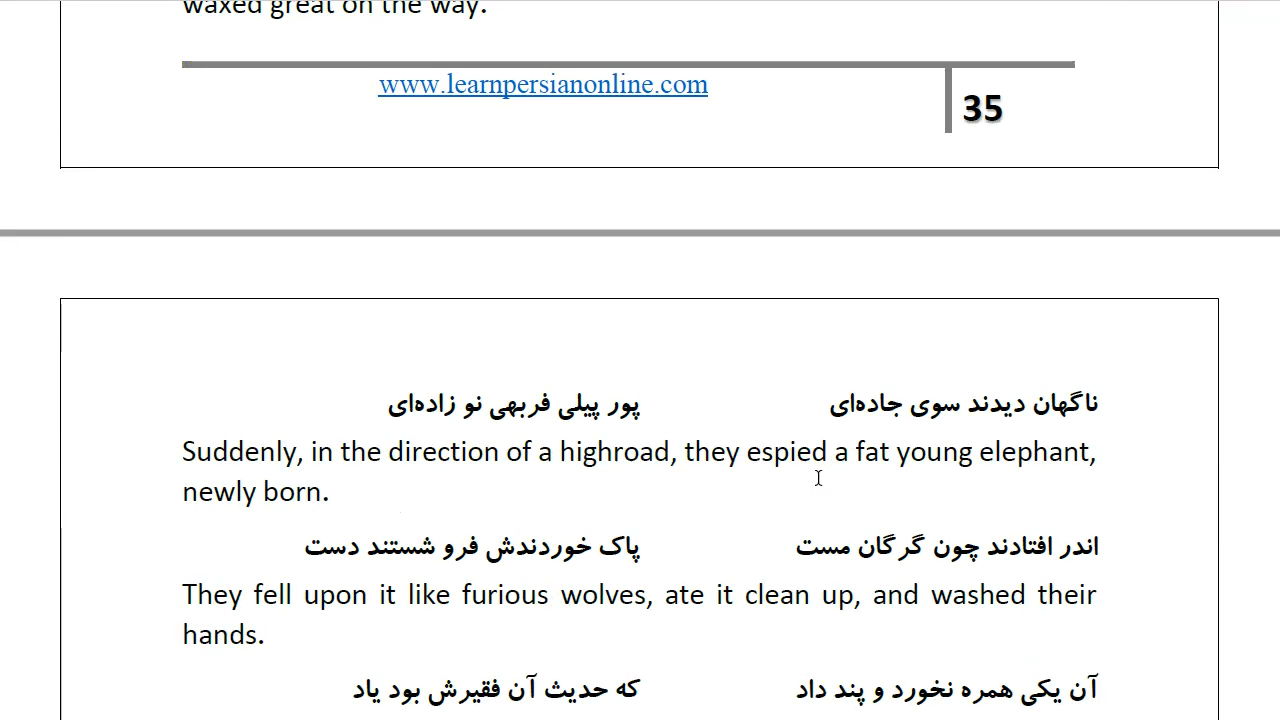 waxed great on the way.
www.learnpersianonline.com
35
ناگهان دیدند سوی جاده‌ای پور پیلی فربهی نو زاده‌ای
Suddenly, in the direction of a highroad, they espied a fat young elephant,
newly born.
اندر افتادند چون گرگان مست پاک خوردندش فرو شستند دست
They fell upon it like furious wolves, ate it clean up, and washed their
hands.
آن یکی همره نخورد و پند داد که حدیث آن فقیرش بود یاد